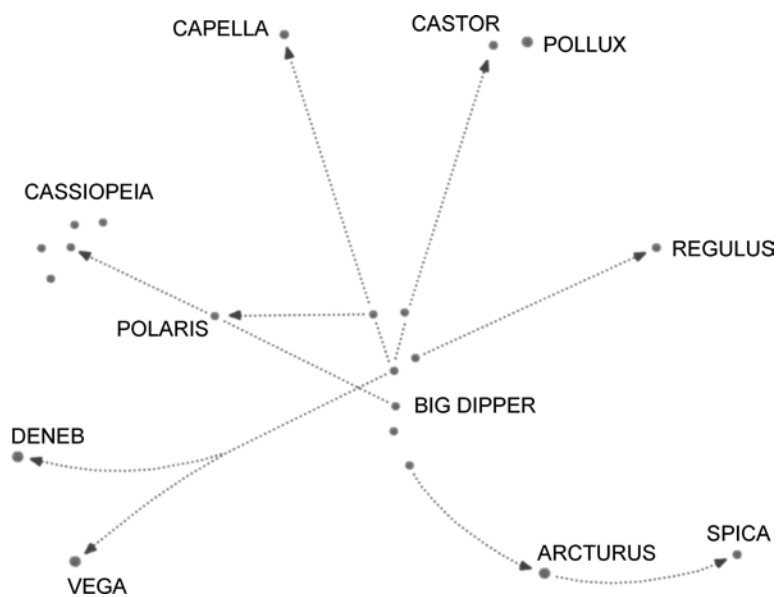 CAPELLA
CASTOR
POLLUX
CASSIOPEIA
REGULUS
POLARIS
BIG DIPPER
DENEB
SPICA
ARCTURUS
VEGA